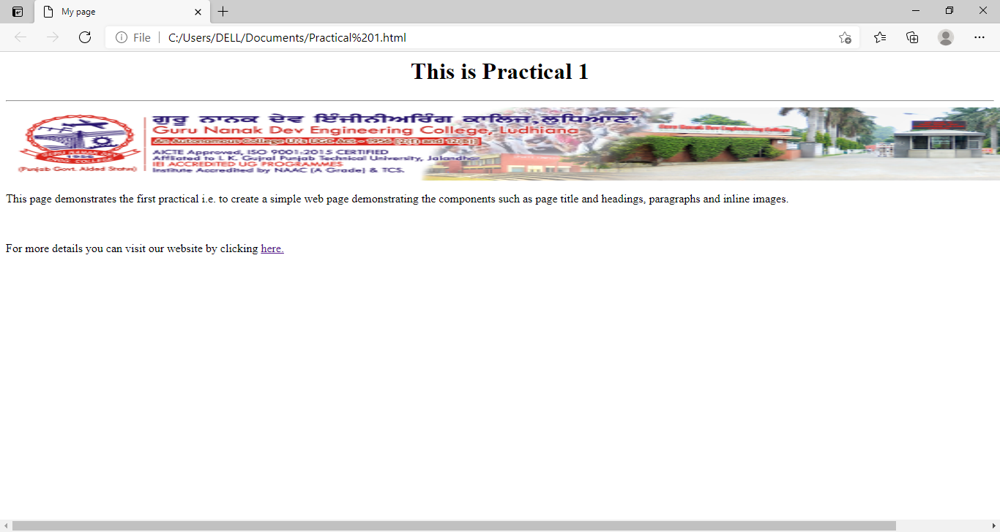 My page
File
C:/Users/DELL/Documents/Practical%201.html
This is Practical 1
ਗੁਰੂ ਨਾਨਕ ਦੇਵ ਇੰਜੀਨੀਅਰਿੰਗ ਕਾਲਿਜ, ਲੁਧਿਆਣਾ
Guru Nanak Dev Engineering College, Ludhiana
An Autonomous College U/s UGC Act - 1956 [2(f) and 12(B)]
AICTE Approved, ISO 9001:2015 CERTIFIED
Affiliated to I. K. Gujral Punjab Technical University, Jalandhar
IEI ACCREDITED UG PROGRAMMES
Institute Accredited by NAAC (A Grade) & TCS.
1956
(Punjab Govt. Aided Status)
Guru Nanak Dev Engineering College
This page demonstrates the first practical i.e. to create a simple web page demonstrating the components such as page title and headings, paragraphs and inline images.
For more details you can visit our website by clicking here.